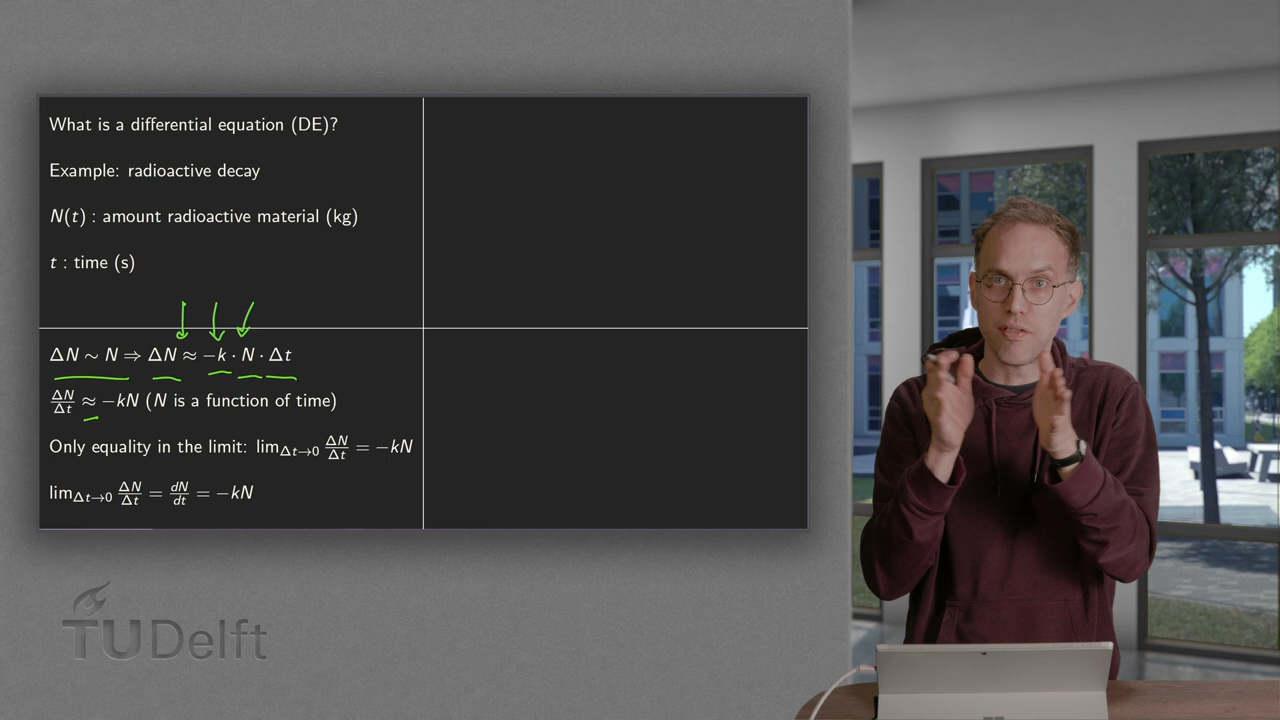 What is a differential equation (DE)?
Example: radioactive decay
N(t) : amount radioactive material (kg)
t : time (s)
ΔN ∼ N ⇒ ΔN ≈ −k · N · Δt
ΔN/Δt ≈ −kN (N is a function of time)
Only equality in the limit: lim_{Δt→0} ΔN/Δt = −kN
lim_{Δt→0} ΔN/Δt = dN/dt = −kN
TUDelft